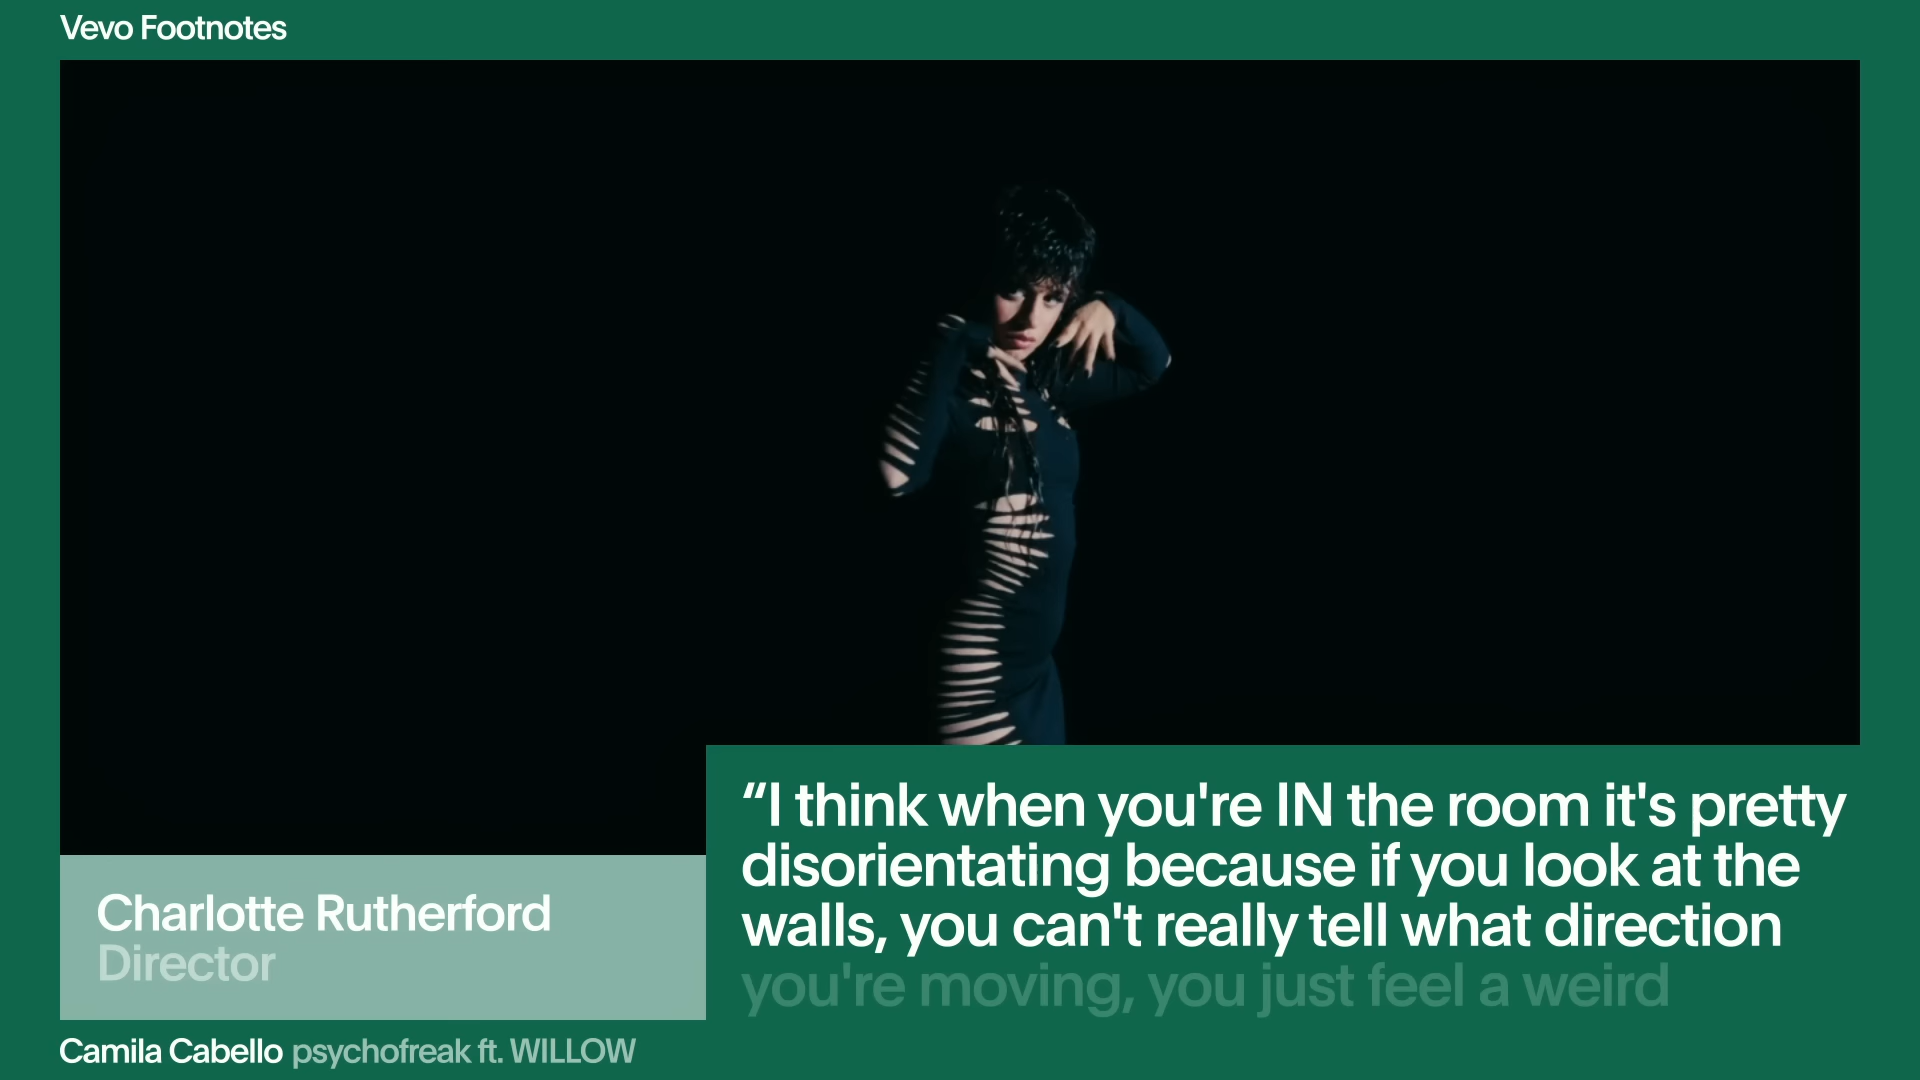 Vevo Footnotes
Charlotte Rutherford
Director
“I think when you're IN the room it's pretty
disorientating because if you look at the
walls, you can't really tell what direction
you're moving, you just feel a weird
Camila Cabello psychofreak ft. WILLOW